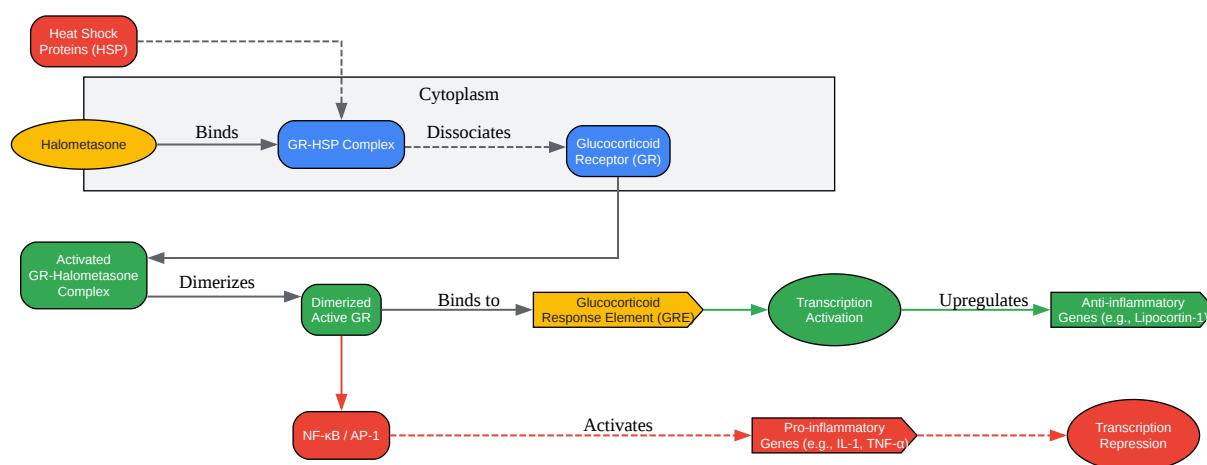 Heat Shock
Proteins (HSP)
Cytoplasm
Halometasone
Binds
GR-HSP Complex
Dissociates
Glucocorticoid
Receptor (GR)
Activated
GR-Halometasone
Complex
Dimerizes
Dimerized
Active GR
Binds to
Glucocorticoid
Response Element (GRE)
Transcription
Activation
Upregulates
Anti-inflammatory
Genes (e.g., Lipocortin-1)
NF-κB / AP-1
Activates
Pro-inflammatory
Genes (e.g., IL-1, TNF-α)
Transcription
Repression